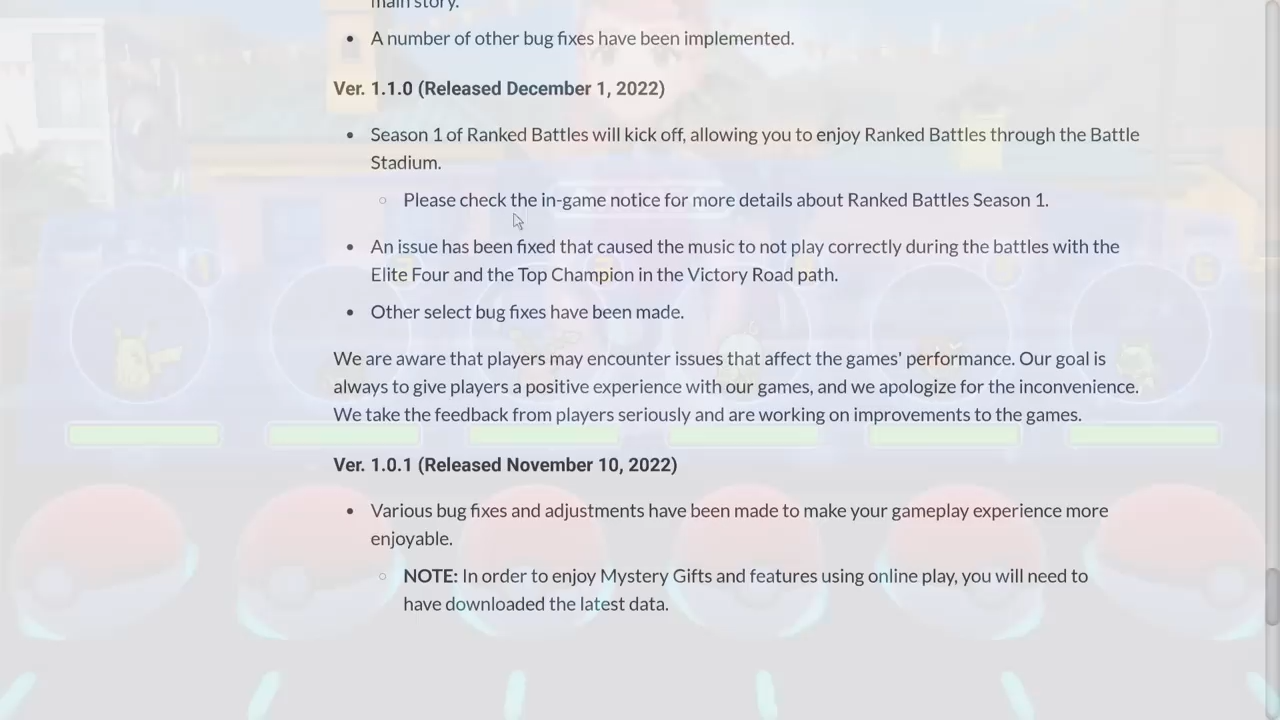 main story.
A number of other bug fixes have been implemented.
Ver. 1.1.0 (Released December 1, 2022)
Season 1 of Ranked Battles will kick off, allowing you to enjoy Ranked Battles through the Battle
Stadium.
Please check the in-game notice for more details about Ranked Battles Season 1.
An issue has been fixed that caused the music to not play correctly during the battles with the
Elite Four and the Top Champion in the Victory Road path.
Other select bug fixes have been made.
We are aware that players may encounter issues that affect the games' performance. Our goal is
always to give players a positive experience with our games, and we apologize for the inconvenience.
We take the feedback from players seriously and are working on improvements to the games.
Ver. 1.0.1 (Released November 10, 2022)
Various bug fixes and adjustments have been made to make your gameplay experience more
enjoyable.
NOTE: In order to enjoy Mystery Gifts and features using online play, you will need to
have downloaded the latest data.